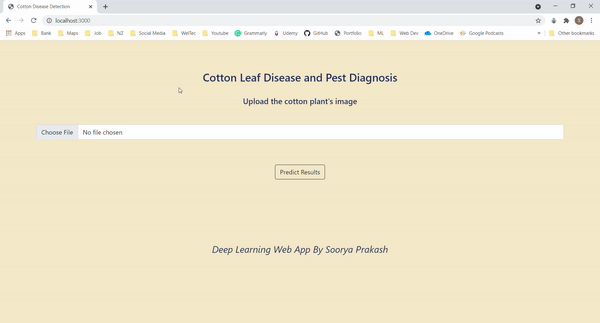 Cotton Disease Detection
localhost:3000
Apps Bank Maps Job NZ Social Media WelTec Youtube Grammarly Udemy GitHub Portfolio ML Web Dev OneDrive Google Podcasts » Other bookmarks
Cotton Leaf Disease and Pest Diagnosis
Upload the cotton plant's image
Choose File No file chosen
Predict Results
Deep Learning Web App By Soorya Prakash